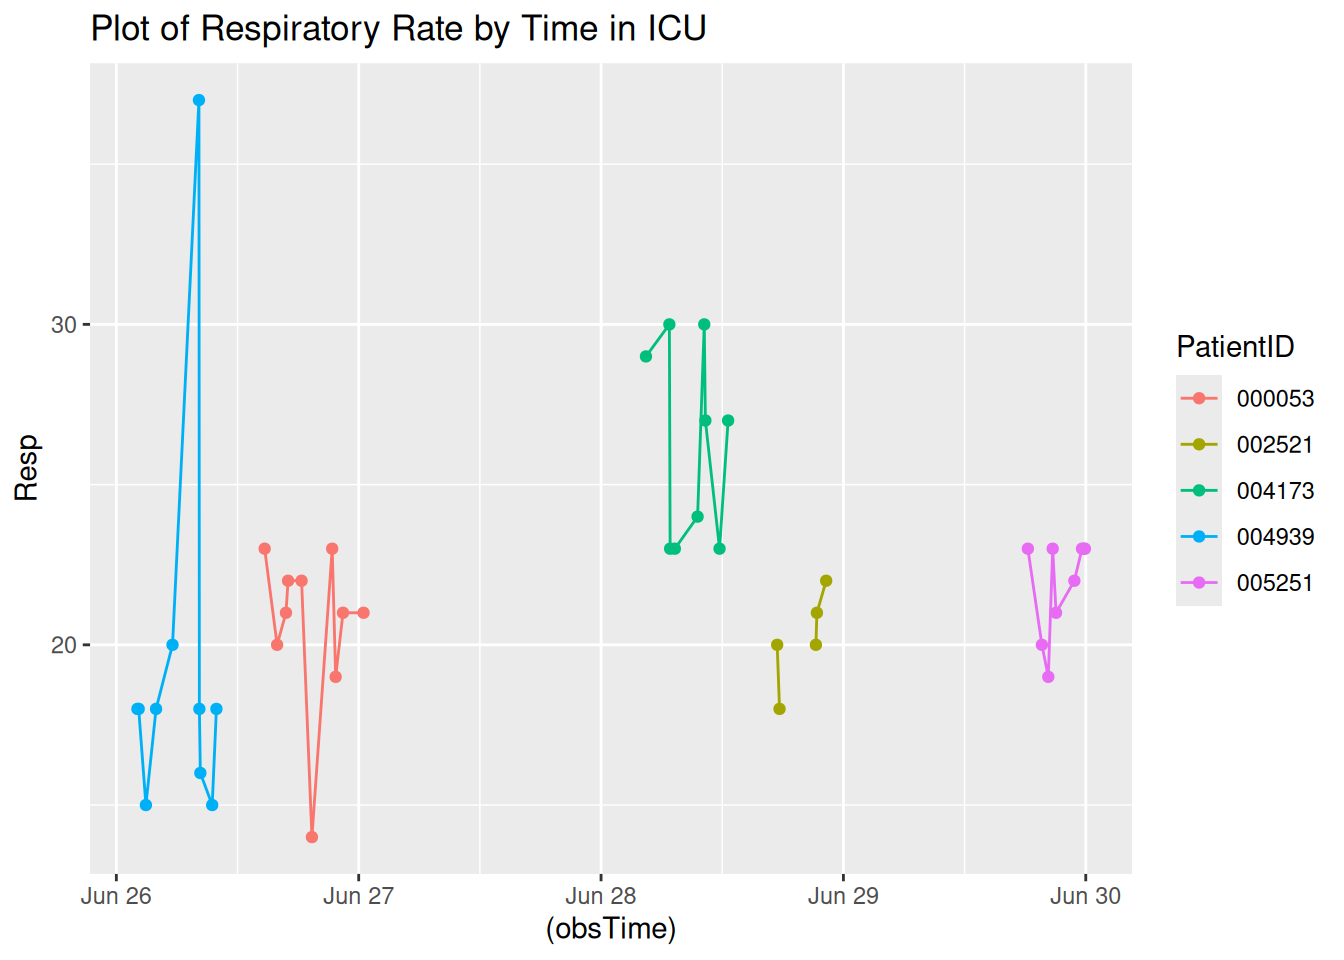 Plot of Respiratory Rate by Time in ICU
Resp
30
20
Jun 26 Jun 27 Jun 28 Jun 29 Jun 30
(obsTime)
PatientID
000053
002521
004173
004939
005251